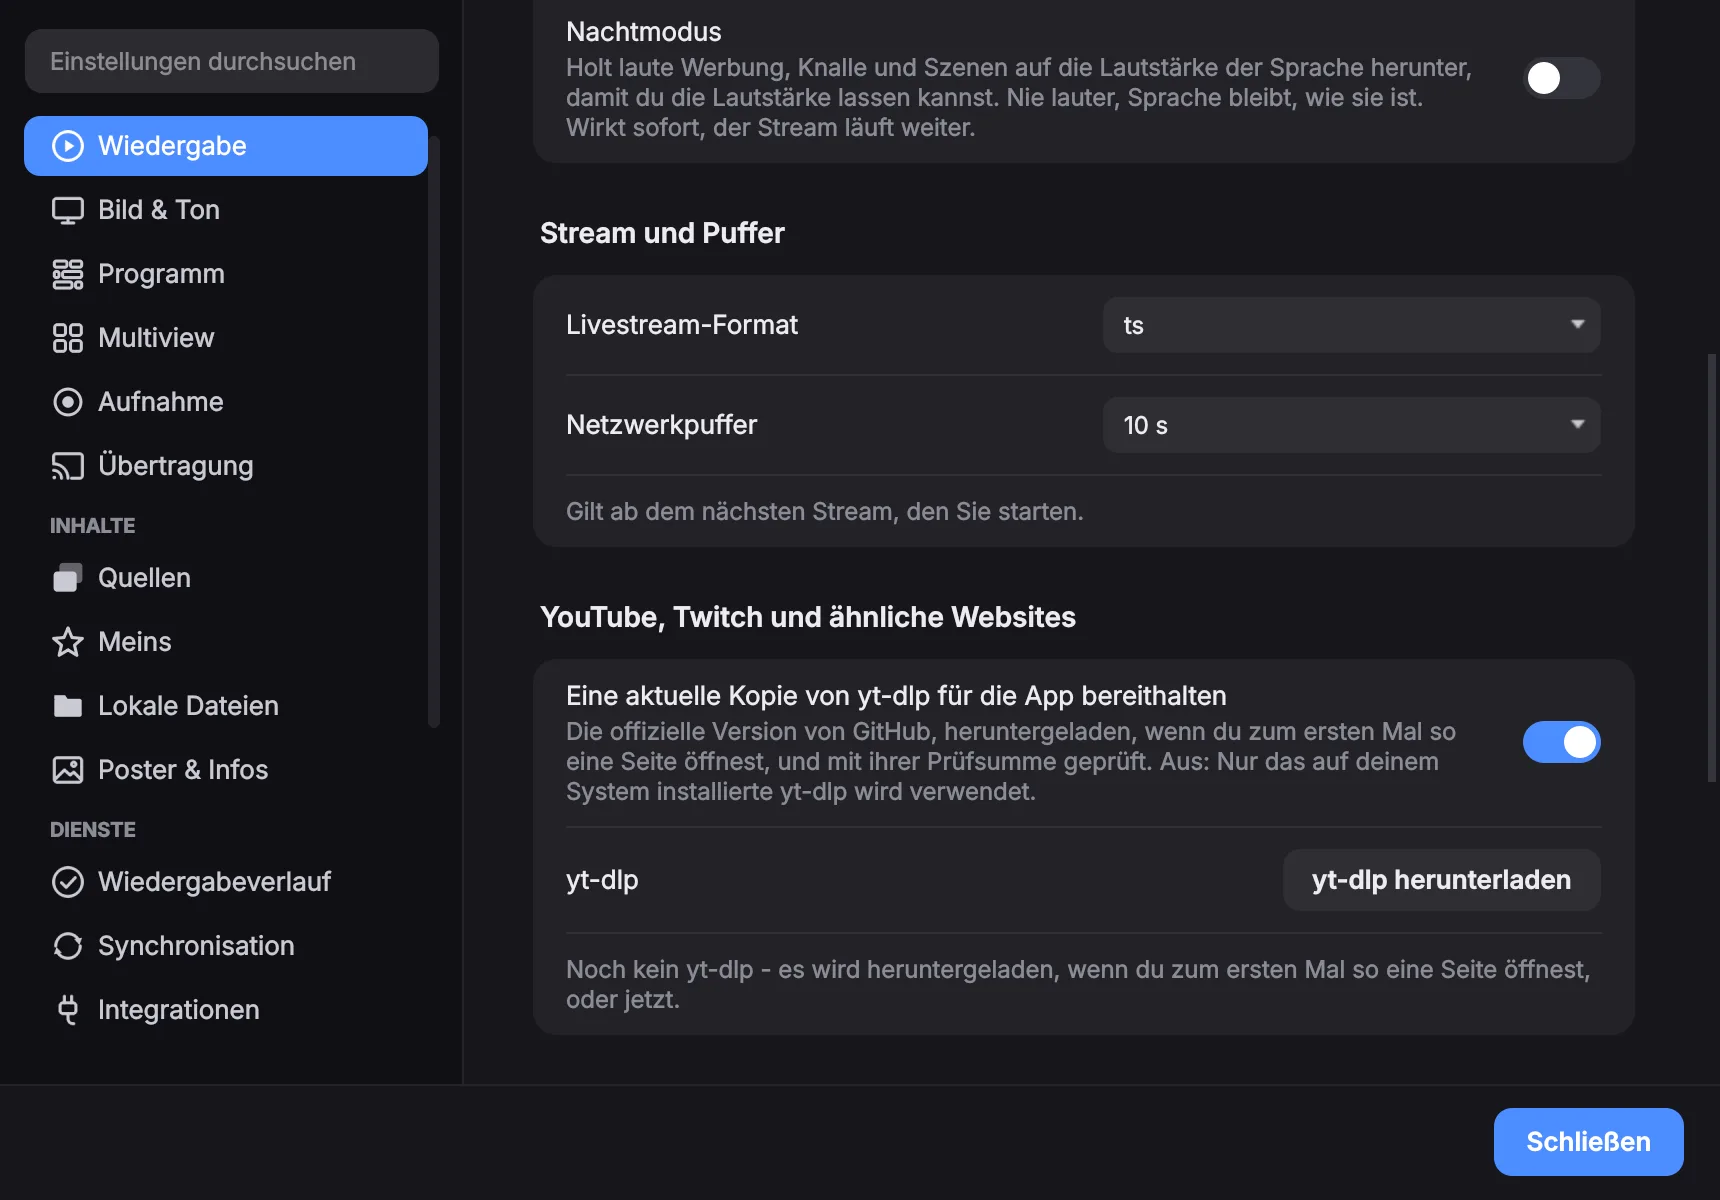 Einstellungen durchsuchen
Wiedergabe
Bild & Ton
Programm
Multiview
Aufnahme
Übertragung
INHALTE
Quellen
Meins
Lokale Dateien
Poster & Infos
DIENSTE
Wiedergabeverlauf
Synchronisation
Integrationen
Nachtmodus
Holt laute Werbung, Knalle und Szenen auf die Lautstärke der Sprache herunter,
damit du die Lautstärke lassen kannst. Nie lauter, Sprache bleibt, wie sie ist.
Wirkt sofort, der Stream läuft weiter.
Stream und Puffer
Livestream-Format
ts
Netzwerkpuffer
10 s
Gilt ab dem nächsten Stream, den Sie starten.
YouTube, Twitch und ähnliche Websites
Eine aktuelle Kopie von yt-dlp für die App bereithalten
Die offizielle Version von GitHub, heruntergeladen, wenn du zum ersten Mal so
eine Seite öffnest, und mit ihrer Prüfsumme geprüft. Aus: Nur das auf deinem
System installierte yt-dlp wird verwendet.
yt-dlp
yt-dlp herunterladen
Noch kein yt-dlp - es wird heruntergeladen, wenn du zum ersten Mal so eine Seite öffnest,
oder jetzt.
Schließen